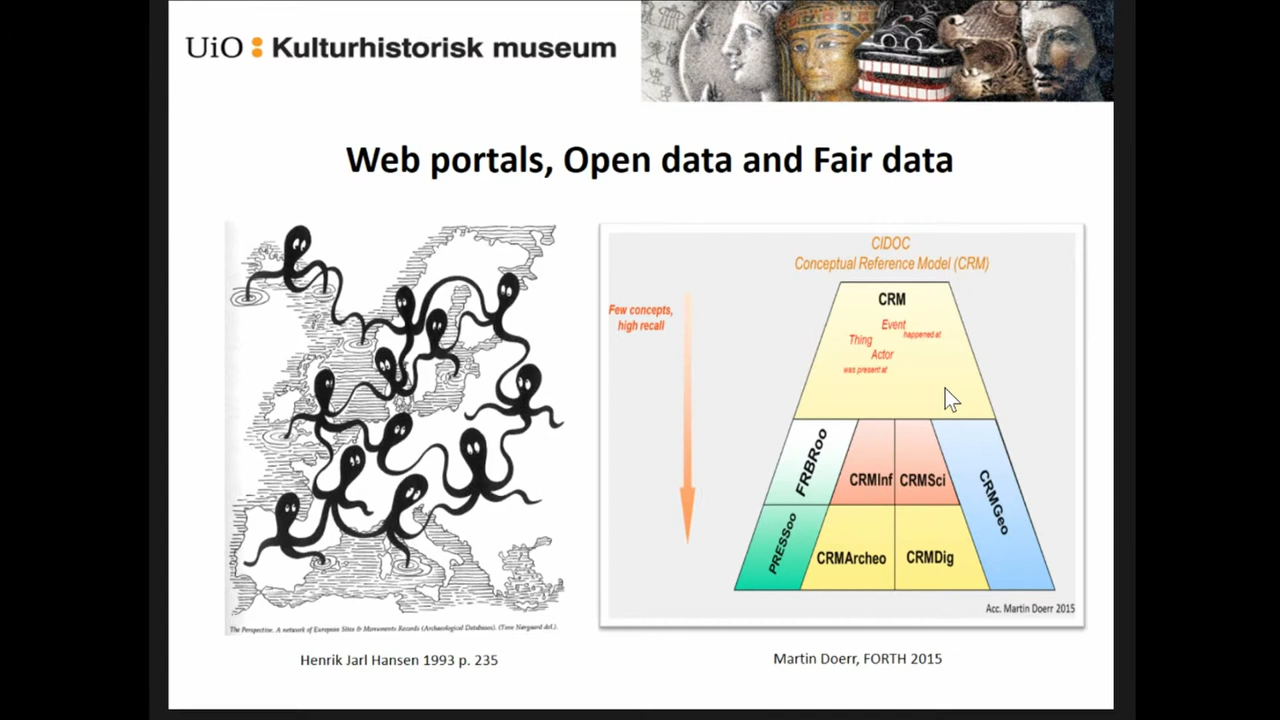 UiO : Kulturhistorisk museum
Web portals, Open data and Fair data
The Perspective. A network of European Sites & Monuments Records (Archaeological Databases). (Tone Nørgaard del.).
Henrik Jarl Hansen 1993 p. 235
CIDOC
Conceptual Reference Model (CRM)
Few concepts,
high recall
CRM
Event
happened at
Thing
Actor
was present at
FRBRoo
CRMInf
CRMSci
CRMGeo
PRESSoo
CRMArcheo
CRMDig
Acc. Martin Doerr 2015
Martin Doerr, FORTH 2015